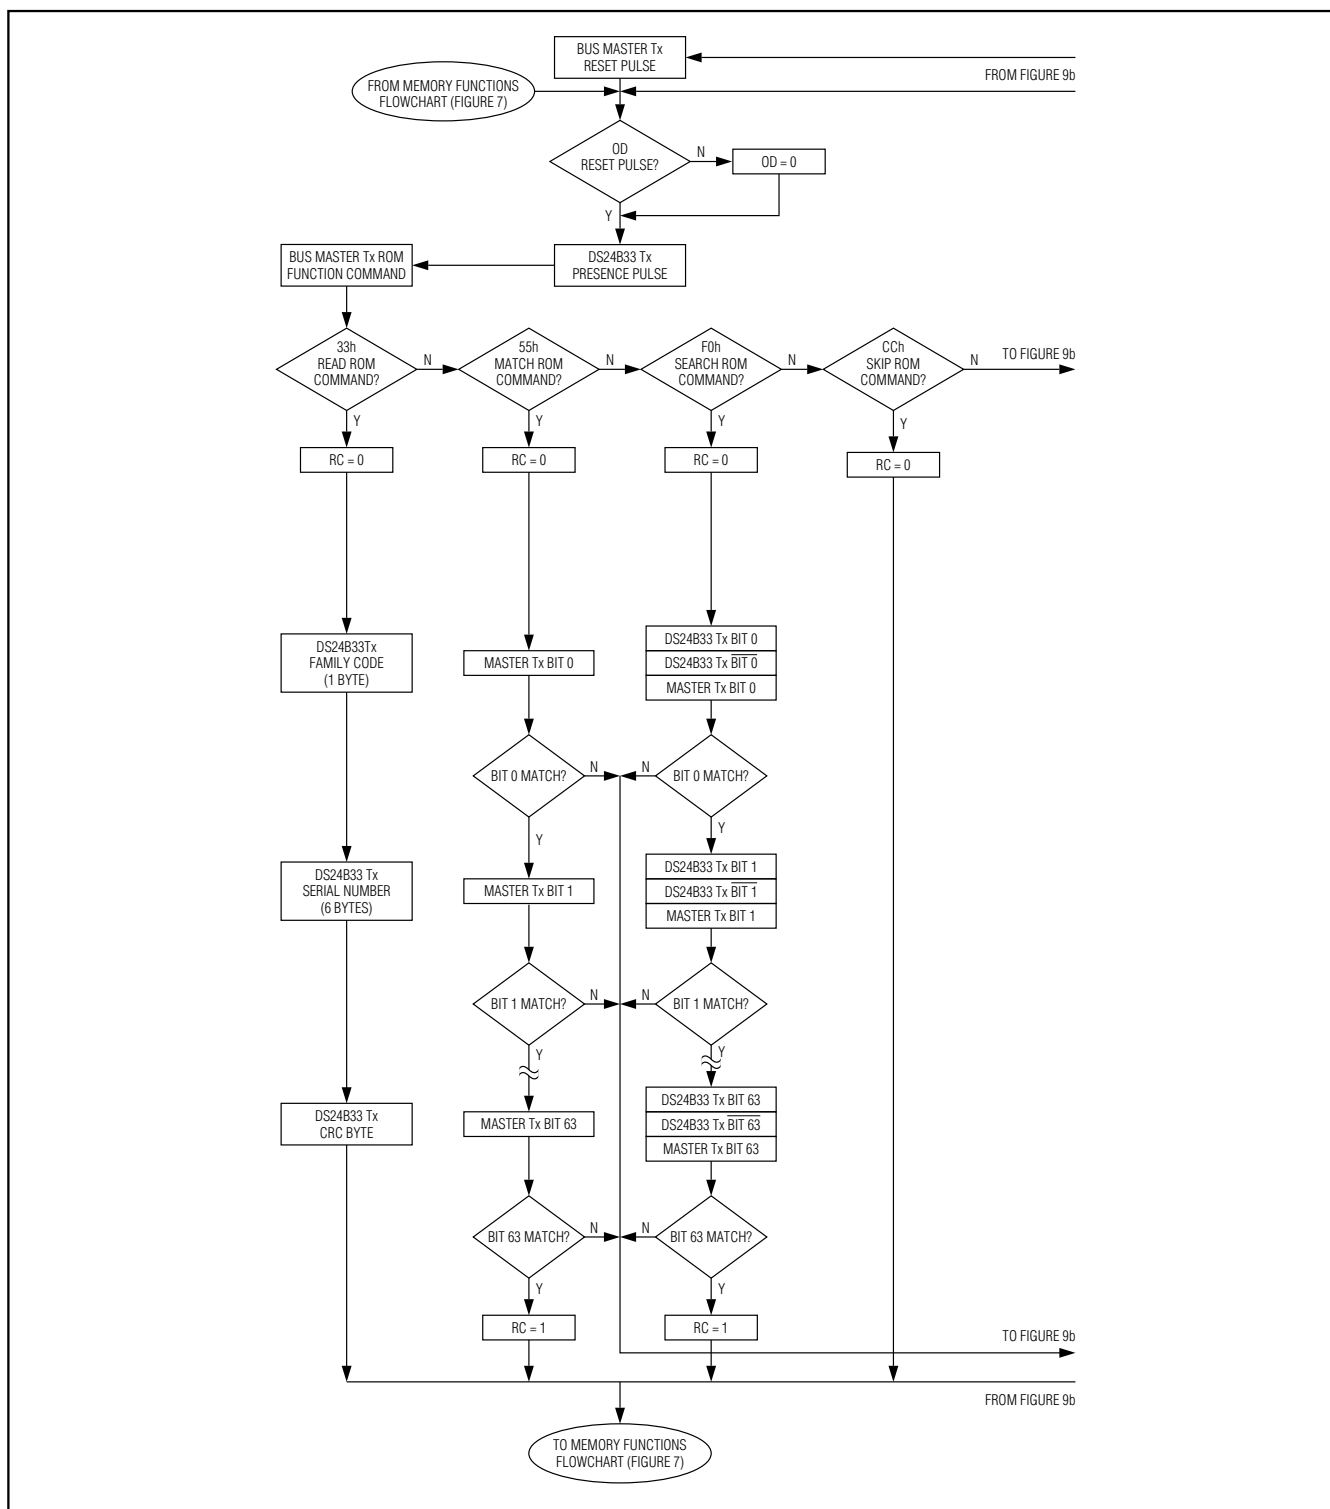 BUS MASTER Tx
RESET PULSE
FROM FIGURE 9b
FROM MEMORY FUNCTIONS
FLOWCHART (FIGURE 7)
OD
RESET PULSE?
N
OD = 0
Y
BUS MASTER Tx ROM
FUNCTION COMMAND
DS24B33 Tx
PRESENCE PULSE
33h
READ ROM
COMMAND?
N
55h
MATCH ROM
COMMAND?
N
F0h
SEARCH ROM
COMMAND?
N
CCh
SKIP ROM
COMMAND?
N
TO FIGURE 9b
Y
Y
Y
Y
RC = 0
RC = 0
RC = 0
RC = 0
DS24B33Tx
FAMILY CODE
(1 BYTE)
MASTER Tx BIT 0
DS24B33 Tx BIT 0
DS24B33 Tx B̅I̅T̅ ̅0̅
MASTER Tx BIT 0
BIT 0 MATCH?
N
N
BIT 0 MATCH?
Y
Y
DS24B33 Tx
SERIAL NUMBER
(6 BYTES)
MASTER Tx BIT 1
DS24B33 Tx BIT 1
DS24B33 Tx B̅I̅T̅ ̅1̅
MASTER Tx BIT 1
BIT 1 MATCH?
N
N
BIT 1 MATCH?
Y
Y
DS24B33 Tx
CRC BYTE
MASTER Tx BIT 63
DS24B33 Tx BIT 63
DS24B33 Tx B̅I̅T̅ ̅6̅3̅
MASTER Tx BIT 63
BIT 63 MATCH?
N
N
BIT 63 MATCH?
Y
Y
RC = 1
RC = 1
TO FIGURE 9b
FROM FIGURE 9b
TO MEMORY FUNCTIONS
FLOWCHART (FIGURE 7)